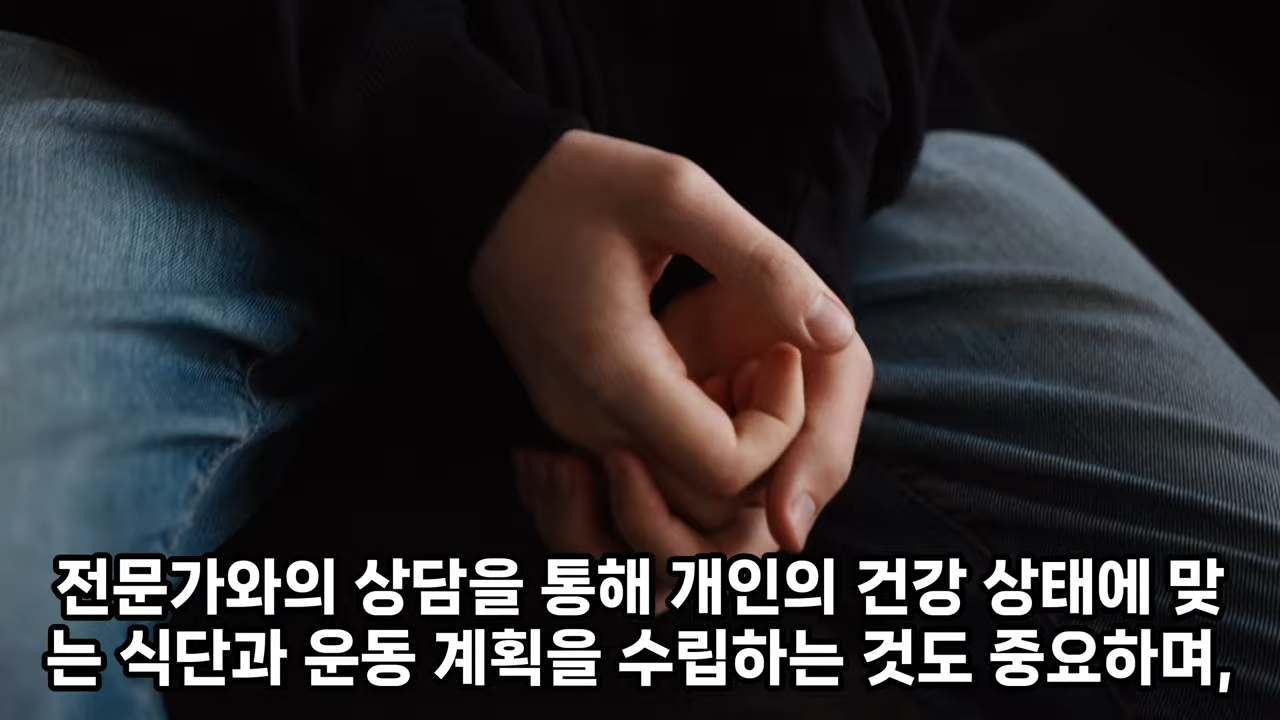 전문가와의 상담을 통해 개인의 건강 상태에 맞
는 식단과 운동 계획을 수립하는 것도 중요하며,